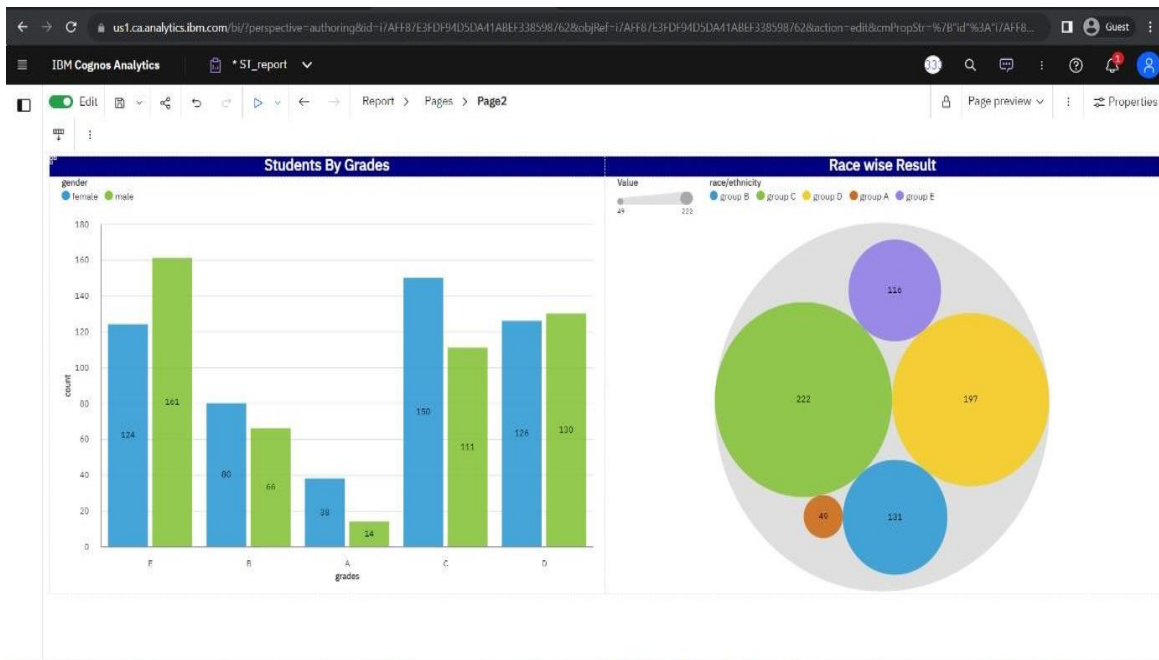 us1.ca.analytics.ibm.com/bi/?perspective=authoring&id=i7AFF87E3FDF94D5DA41ABEF338598762&objRef=i7AFF87E3FDF94D5DA41ABEF338598762&action=edit&cmPropStr=%7B"id"%3A"i7AFF8...
Guest
IBM Cognos Analytics
* ST_report
1
Edit
Report > Pages > Page2
Page preview
Properties
Students By Grades
gender
female male
180
160
140
120
100
80
60
40
20
0
count
124
161
80
66
38
14
150
111
126
130
E B A C D
grades
Race wise Result
Value
49 222
race/ethnicity
group B group C group D group A group E
116
222
197
49
131